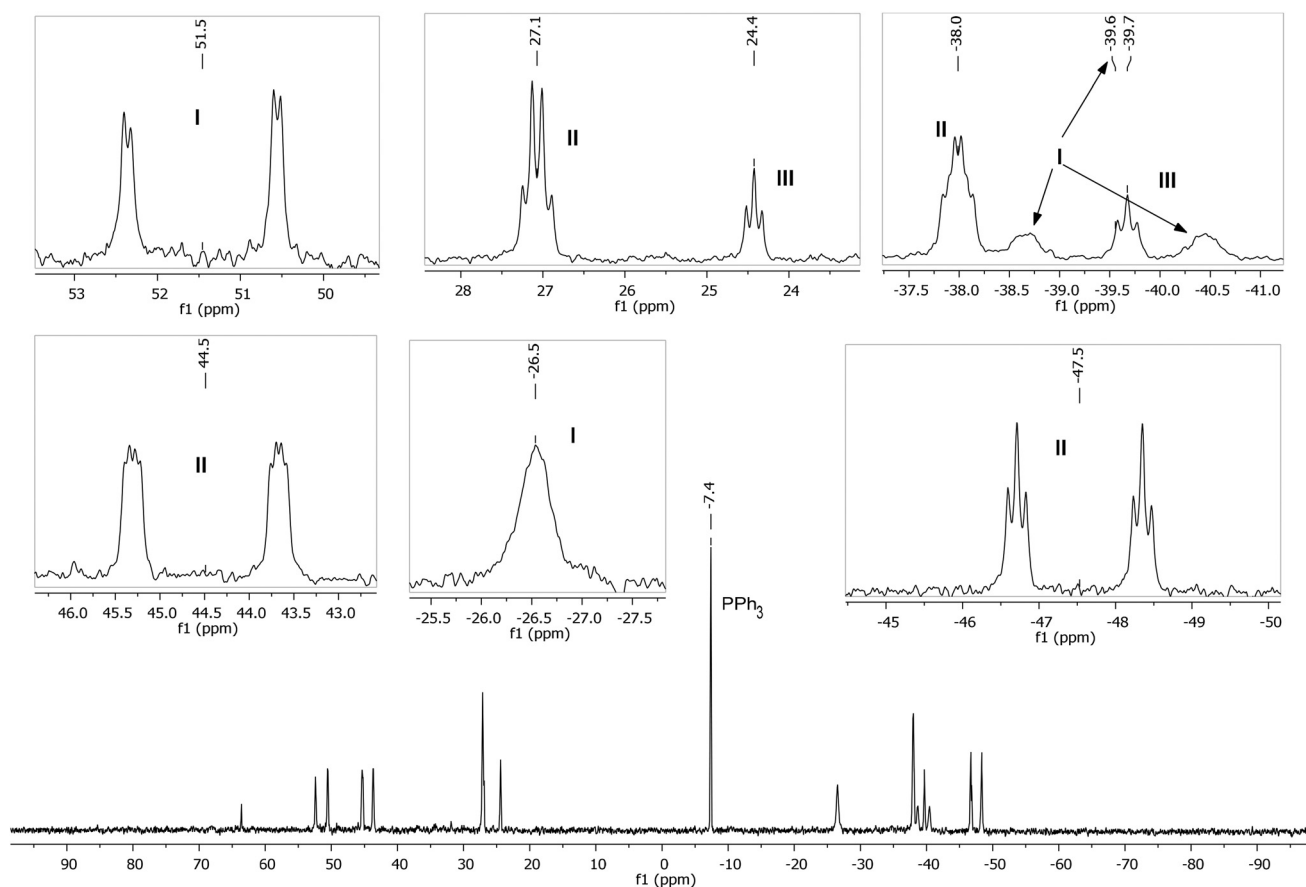 51.5
I
53 52 51 50
f1 (ppm)
27.1
24.4
II
III
28 27 26 25 24
f1 (ppm)
-38.0
-39.6
-39.7
II
I
III
-37.5 -38.0 -38.5 -39.0 -39.5 -40.0 -40.5 -41.0
f1 (ppm)
44.5
II
46.0 45.5 45.0 44.5 44.0 43.5 43.0
f1 (ppm)
-26.5
I
-25.5 -26.0 -26.5 -27.0 -27.5
f1 (ppm)
-7.4
PPh3
-47.5
II
-45 -46 -47 -48 -49 -50
f1 (ppm)
90 80 70 60 50 40 30 20 10 0 -10 -20 -30 -40 -50 -60 -70 -80 -90
f1 (ppm)